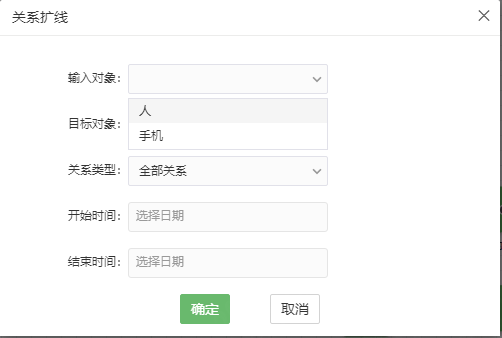 关系扩线
输入对象:
人
目标对象:
手机
关系类型: 全部关系
开始时间: 选择日期
结束时间: 选择日期
确定 取消